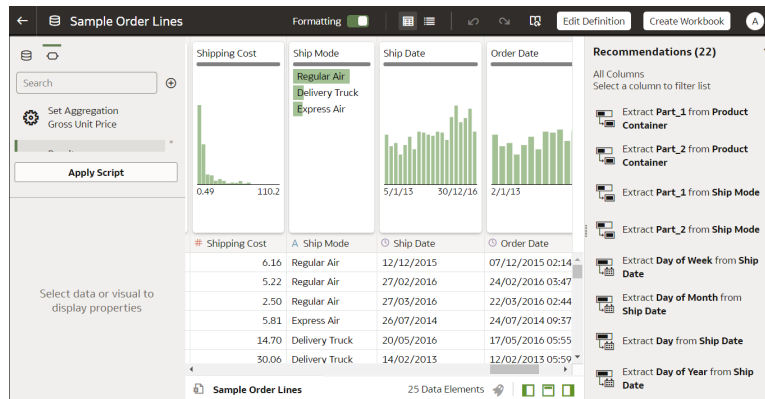 Sample Order Lines
Formatting
Edit Definition
Create Workbook
A
Search
Set Aggregation
Gross Unit Price
Apply Script
Select data or visual to
display properties
Shipping Cost
0.49 110.2
Ship Mode
Regular Air
Delivery Truck
Express Air
Ship Date
5/1/13 30/12/16
Order Date
2/1/13
# Shipping Cost A Ship Mode Ship Date Order Date
6.16 Regular Air 12/12/2015 07/12/2015 02:14
5.22 Regular Air 27/02/2016 24/02/2016 03:47
2.50 Regular Air 27/03/2016 22/03/2016 02:44
5.81 Express Air 26/07/2014 24/07/2014 09:37
14.70 Delivery Truck 20/05/2016 17/05/2016 05:55
30.06 Delivery Truck 14/02/2013 12/02/2013 05:59
Sample Order Lines
25 Data Elements
Recommendations (22)
All Columns
Select a column to filter list
Extract Part_1 from Product
Container
Extract Part_2 from Product
Container
Extract Part_1 from Ship Mode
Extract Part_2 from Ship Mode
Extract Day of Week from Ship
Date
Extract Day of Month from
Ship Date
Extract Day from Ship Date
Extract Day of Year from Ship
Date